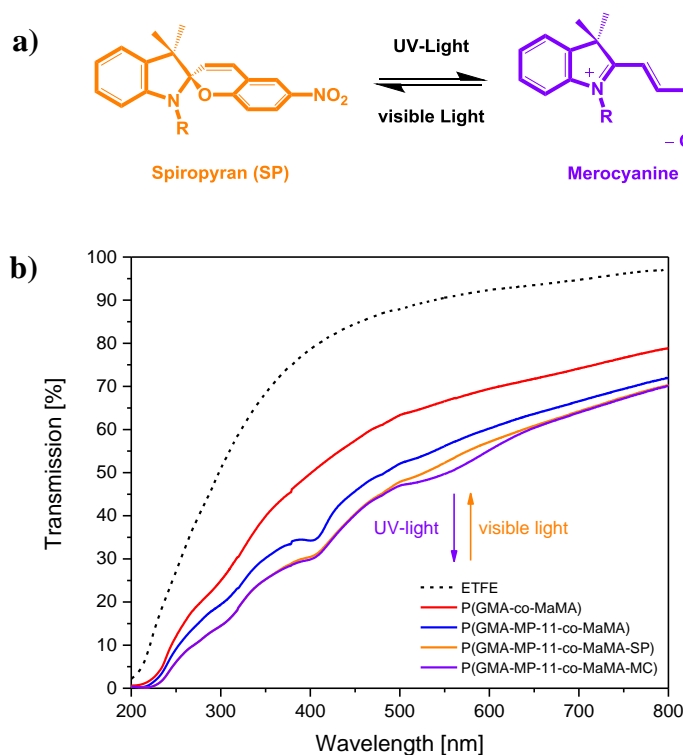 a)
UV-Light
visible Light
N
R
O
NO2
+
N
R
Spiropyran (SP)
Merocyanine
–
b)
Transmission [%]
100
90
80
70
60
50
40
30
20
10
0
UV-light
visible light
ETFE
P(GMA-co-MaMA)
P(GMA-MP-11-co-MaMA)
P(GMA-MP-11-co-MaMA-SP)
P(GMA-MP-11-co-MaMA-MC)
200
300
400
500
600
700
800
Wavelength [nm]